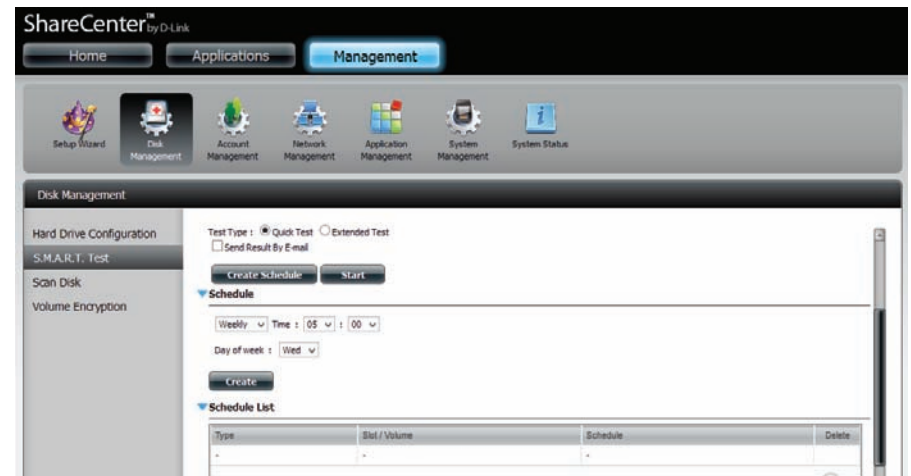 ShareCenter™ by D-Link
Home Applications Management
Setup Wizard Disk Management Account Management Network Management Application Management System Management System Status
Disk Management
Hard Drive Configuration
S.M.A.R.T. Test
Scan Disk
Volume Encryption
Test Type : Quick Test Extended Test
Send Result By E-mail
Create Schedule Start
Schedule
Weekly Time : 05 : 00
Day of week : Wed
Create
Schedule List
Type Slot / Volume Schedule Delete
- - -